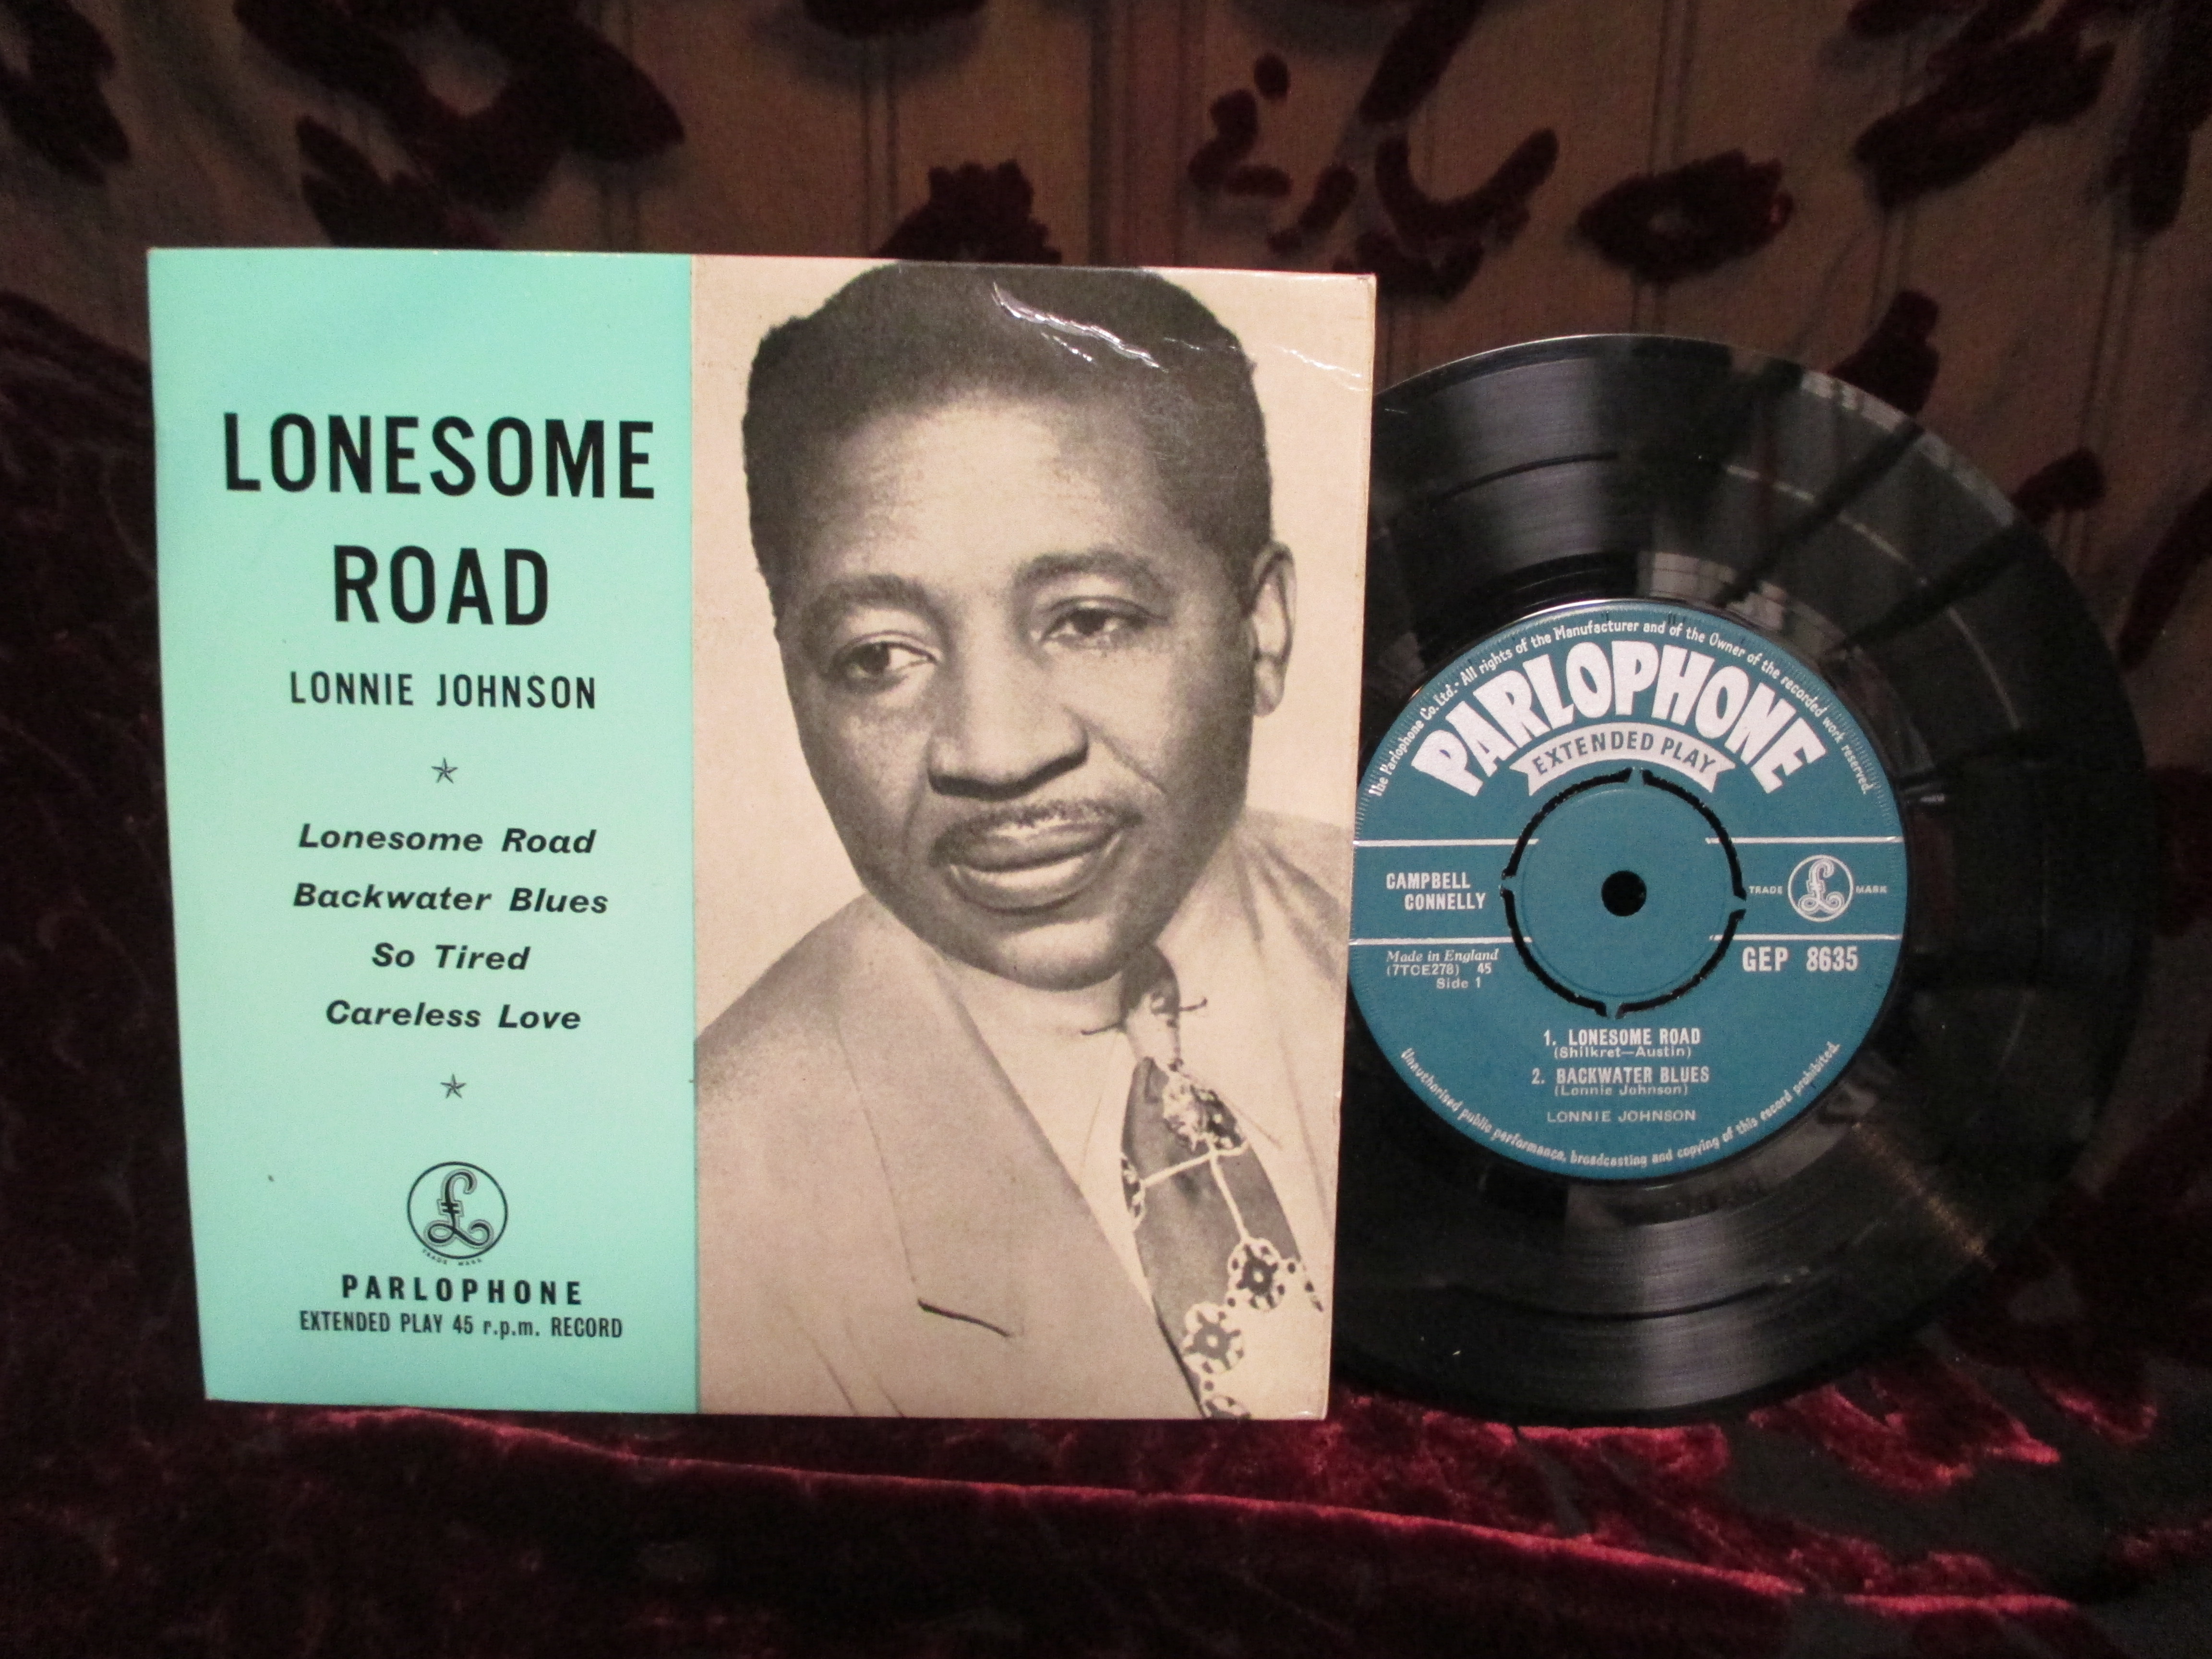 LONESOME
ROAD
LONNIE JOHNSON
Lonesome Road
Backwater Blues
So Tired
Careless Love
£
TRADE MARK
PARLOPHONE
EXTENDED PLAY 45 r.p.m. RECORD
The Parlophone Co. Ltd.- All rights of the Manufacturer and of the Owner of the recorded work reserved.
PARLOPHONE
EXTENDED PLAY
CAMPBELL
CONNELLY
TRADE £ MARK
Made in England
(7TCE278) 45
Side 1
GEP 8635
1. LONESOME ROAD
(Shilkret—Austin)
2. BACKWATER BLUES
(Lonnie Johnson)
LONNIE JOHNSON
Unauthorised public performance, broadcasting and copying of this record prohibited.